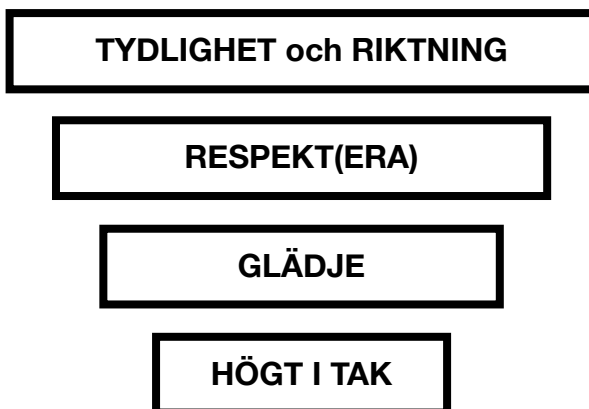 TYDLIGHET och RIKTNING
RESPEKT(ERA)
GLÄDJE
HÖGT I TAK